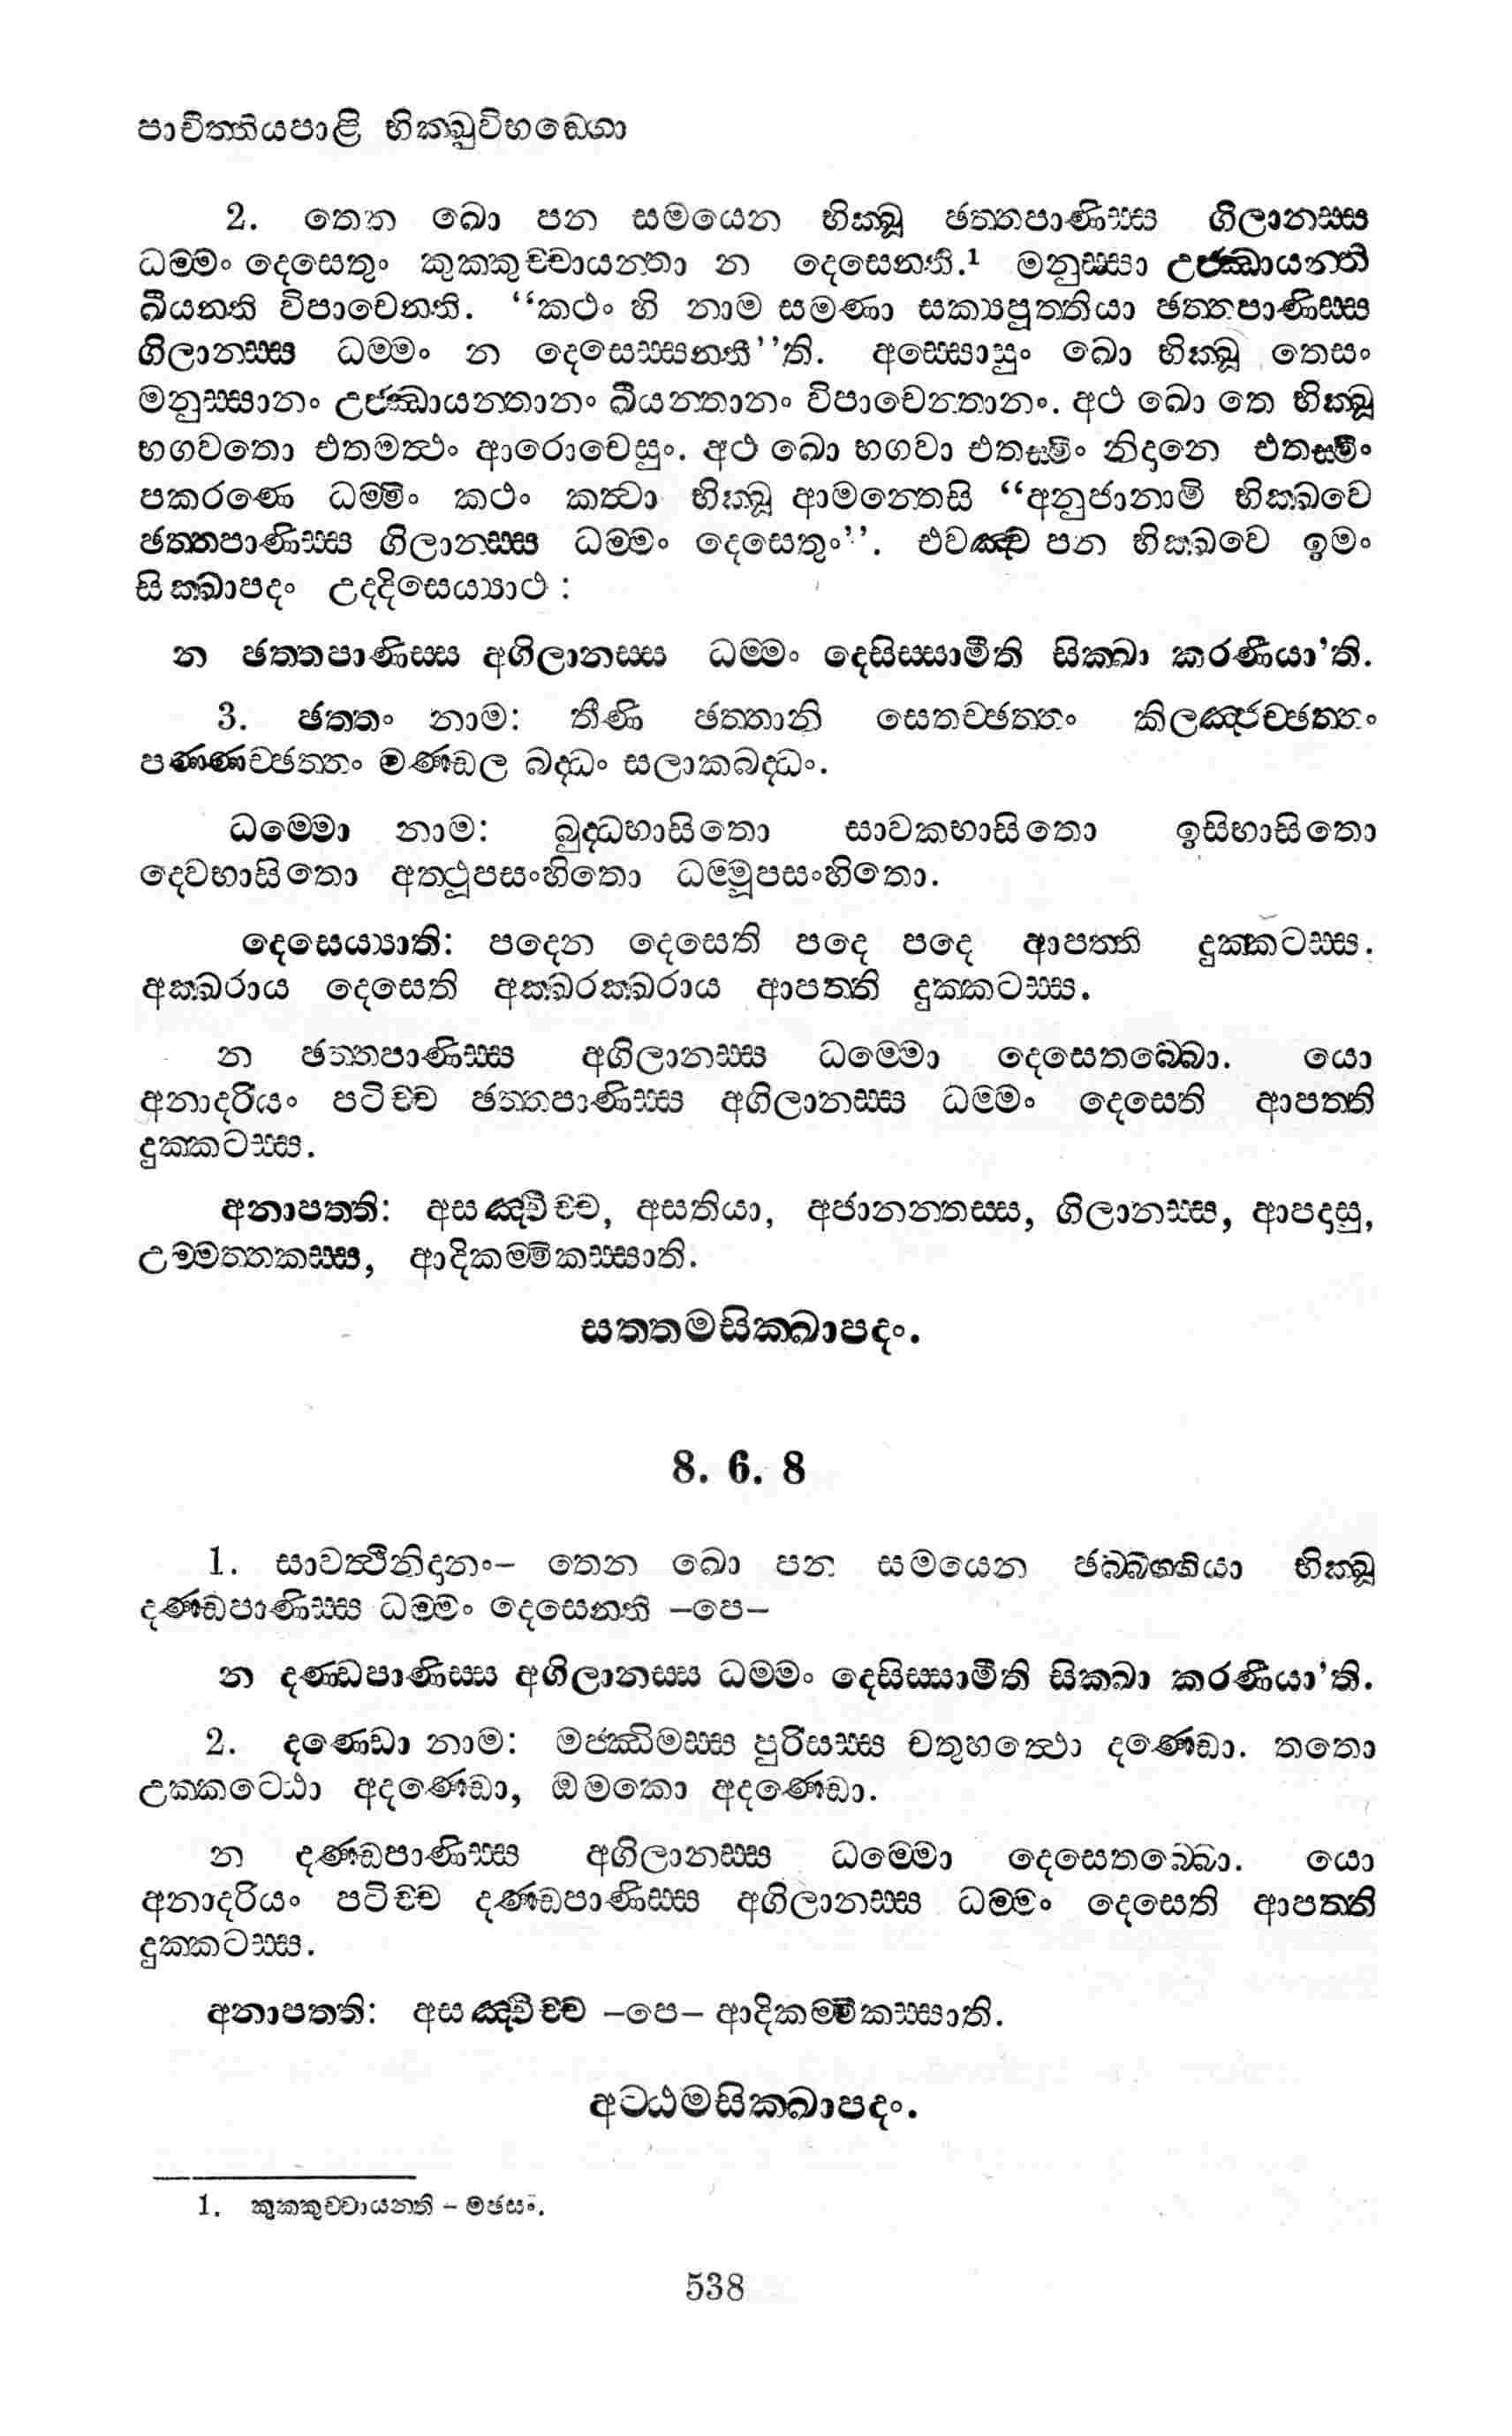 පාචිත්තියපාළි භික්ඛුවිභඞ්ගො
2. තෙන ඛො පන සමයෙන භික්ඛූ ඡත්තපාණිස්ස ගිලානස්ස
ධම්මං දෙසෙතුං කුක්කුච්චායන්තා න දෙසෙන්ති.¹ මනුස්සා උජ්ඣායන්ති
ඛීයන්ති විපාචෙන්ති. “කථං හි නාම සමණා සක්‍යපුත්තියා ඡත්තපාණිස්ස
ගිලානස්ස ධම්මං න දෙසෙස්සන්තී”ති. අස්සොසුං ඛො භික්ඛූ තෙසං
මනුස්සානං උජ්ඣායන්තානං ඛීයන්තානං විපාචෙන්තානං. අථ ඛො තෙ භික්ඛූ
භගවතො එතමත්ථං ආරොචෙසුං. අථ ඛො භගවා එතස්මිං නිදානෙ එතස්මිං
පකරණෙ ධම්මිං කථං කත්වා භික්ඛූ ආමන්තෙසි “අනුජානාමි භික්ඛවෙ
ඡත්තපාණිස්ස ගිලානස්ස ධම්මං දෙසෙතුං”. එවඤ්ච පන භික්ඛවෙ ඉමං
සික්ඛාපදං උද්දිසෙය්‍යාථ :
න ඡත්තපාණිස්ස අගිලානස්ස ධම්මං දෙසිස්සාමීති සික්ඛා කරණීයා’ති.
3. ඡත්තං නාම: තීණි ඡත්තානි සෙතච්ඡත්තං කිලඤ්ජච්ඡත්තං
පණ්ණච්ඡත්තං මණ්ඩල බද්ධං සලාකබද්ධං.
ධම්මො නාම: බුද්ධභාසිතො සාවකභාසිතො ඉසිභාසිතො
දෙවභාසිතො අත්ථූපසංහිතො ධම්මූපසංහිතො.
දෙසෙය්‍යාති: පදෙන දෙසෙති පදෙ පදෙ ආපත්ති දුක්කටස්ස.
අක්ඛරාය දෙසෙති අක්ඛරක්ඛරාය ආපත්ති දුක්කටස්ස.
න ඡත්තපාණිස්ස අගිලානස්ස ධම්මො දෙසෙතබ්බො. යො
අනාදරියං පටිච්ච ඡත්තපාණිස්ස අගිලානස්ස ධම්මං දෙසෙති ආපත්ති
දුක්කටස්ස.
අනාපත්ති: අසඤ්චිච්ච, අසතියා, අජානන්තස්ස, ගිලානස්ස, ආපදාසු,
උම්මත්තකස්ස, ආදිකම්මිකස්සාති.
සත්තමසික්ඛාපදං.
8. 6. 8
1. සාවත්ථිනිදානං– තෙන ඛො පන සමයෙන ඡබ්බග්ගියා භික්ඛූ
දණ්ඩපාණිස්ස ධම්මං දෙසෙන්ති –පෙ–
න දණ්ඩපාණිස්ස අගිලානස්ස ධම්මං දෙසිස්සාමීති සික්ඛා කරණීයා’ති.
2. දණ්ඩො නාම: මජ්ඣිමස්ස පුරිසස්ස චතුහත්ථො දණ්ඩො. තතො
උක්කට්ඨො අදණ්ඩො, ඔමකො අදණ්ඩො.
න දණ්ඩපාණිස්ස අගිලානස්ස ධම්මො දෙසෙතබ්බො. යො
අනාදරියං පටිච්ච දණ්ඩපාණිස්ස අගිලානස්ස ධම්මං දෙසෙති ආපත්ති
දුක්කටස්ස.
අනාපත්ති: අසඤ්චිච්ච –පෙ– ආදිකම්මිකස්සාති.
අට්ඨමසික්ඛාපදං.
1. කුක්කුච්චායන්ති – මඡසං.
538